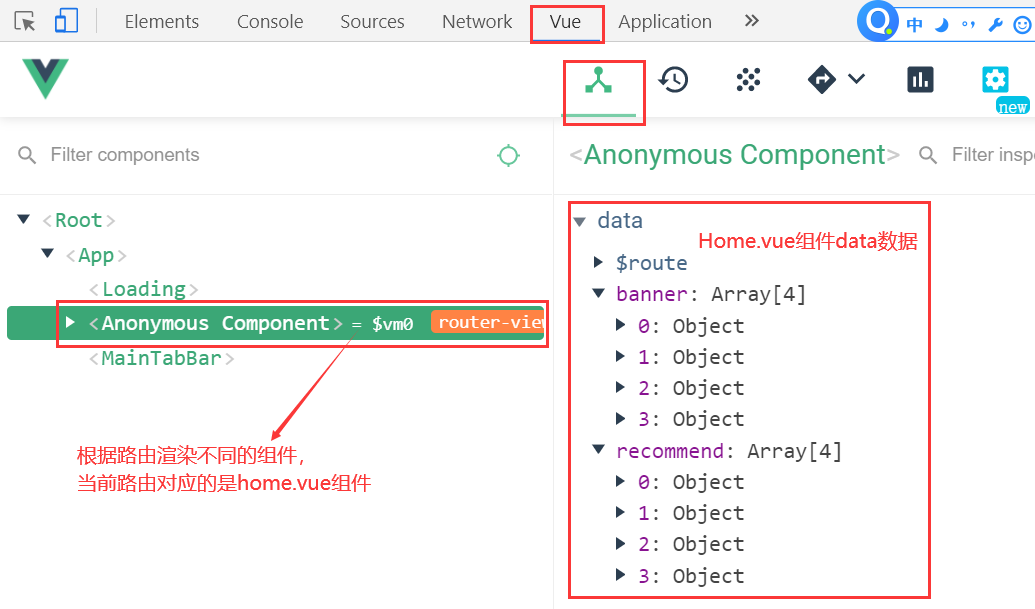 Elements Console Sources Network Vue Application »
中
new
Filter components
<Anonymous Component> Filter insp
<Root>
<App>
<Loading>
<Anonymous Component> = $vm0 router-view
<MainTabBar>
根据路由渲染不同的组件，
当前路由对应的是home.vue组件
data
Home.vue组件data数据
$route
banner: Array[4]
0: Object
1: Object
2: Object
3: Object
recommend: Array[4]
0: Object
1: Object
2: Object
3: Object